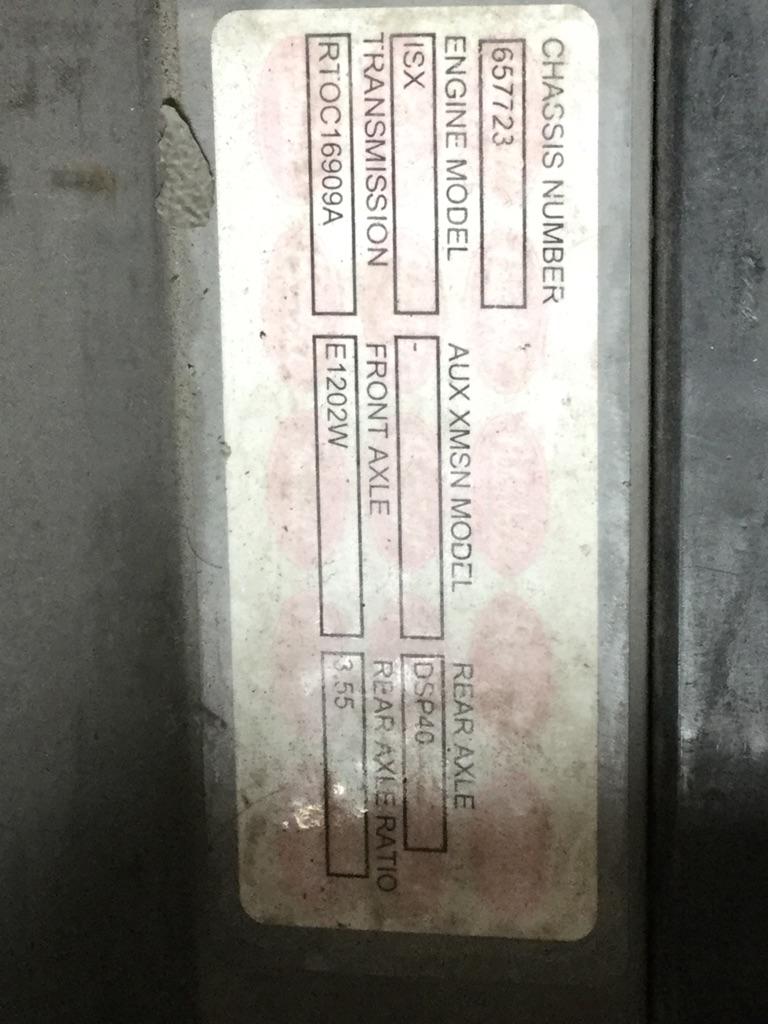 CHASSIS NUMBER
657723
ENGINE MODEL AUX XMSN MODEL REAR AXLE
ISX - DSP40
TRANSMISSION FRONT AXLE REAR AXLE RATIO
RTOC16909A E1202W 3.55